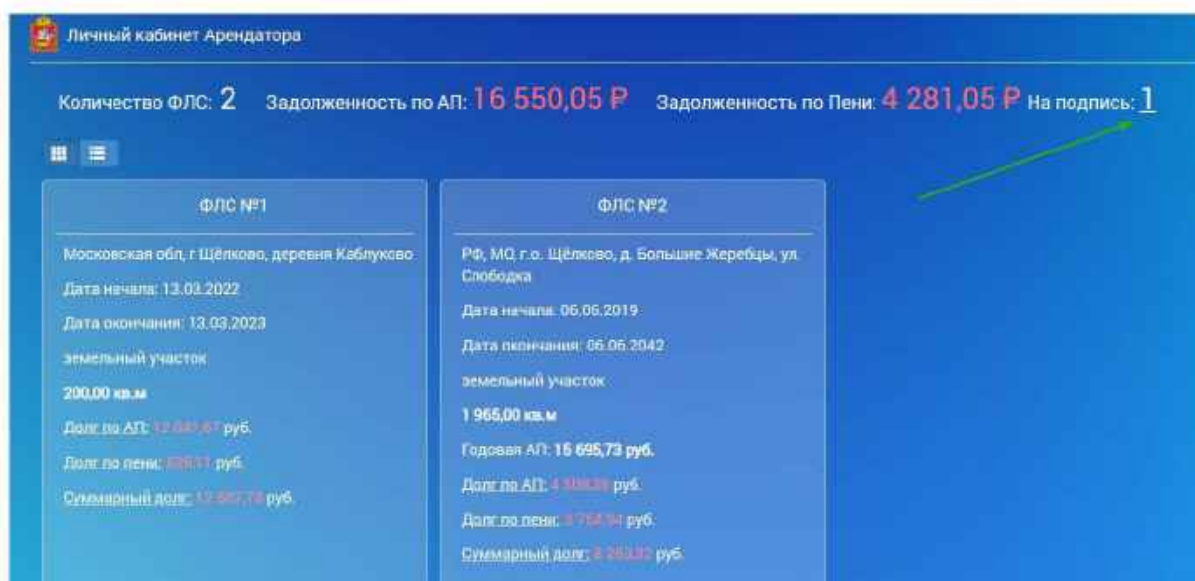 Личный кабинет Арендатора
Количество ФЛС: 2 Задолженность по АП: 16 550,05 ₽ Задолженность по Пени: 4 281,05 ₽ На подпись: 1
ФЛС №1
Московская обл, г Щёлково, деревня Каблуково
Дата начала: 13.03.2022
Дата окончания: 13.03.2023
земельный участок
200,00 кв.м
Долг по АП: руб.
Долг по пени: руб.
Суммарный долг: руб.
ФЛС №2
РФ, МО, г.о. Щёлково, д. Большие Жеребцы, ул.
Слободка
Дата начала: 06.06.2019
Дата окончания: 06.06.2042
земельный участок
1 965,00 кв.м
Годовая АП: 15 695,73 руб.
Долг по АП: руб.
Долг по пени: руб.
Суммарный долг: руб.